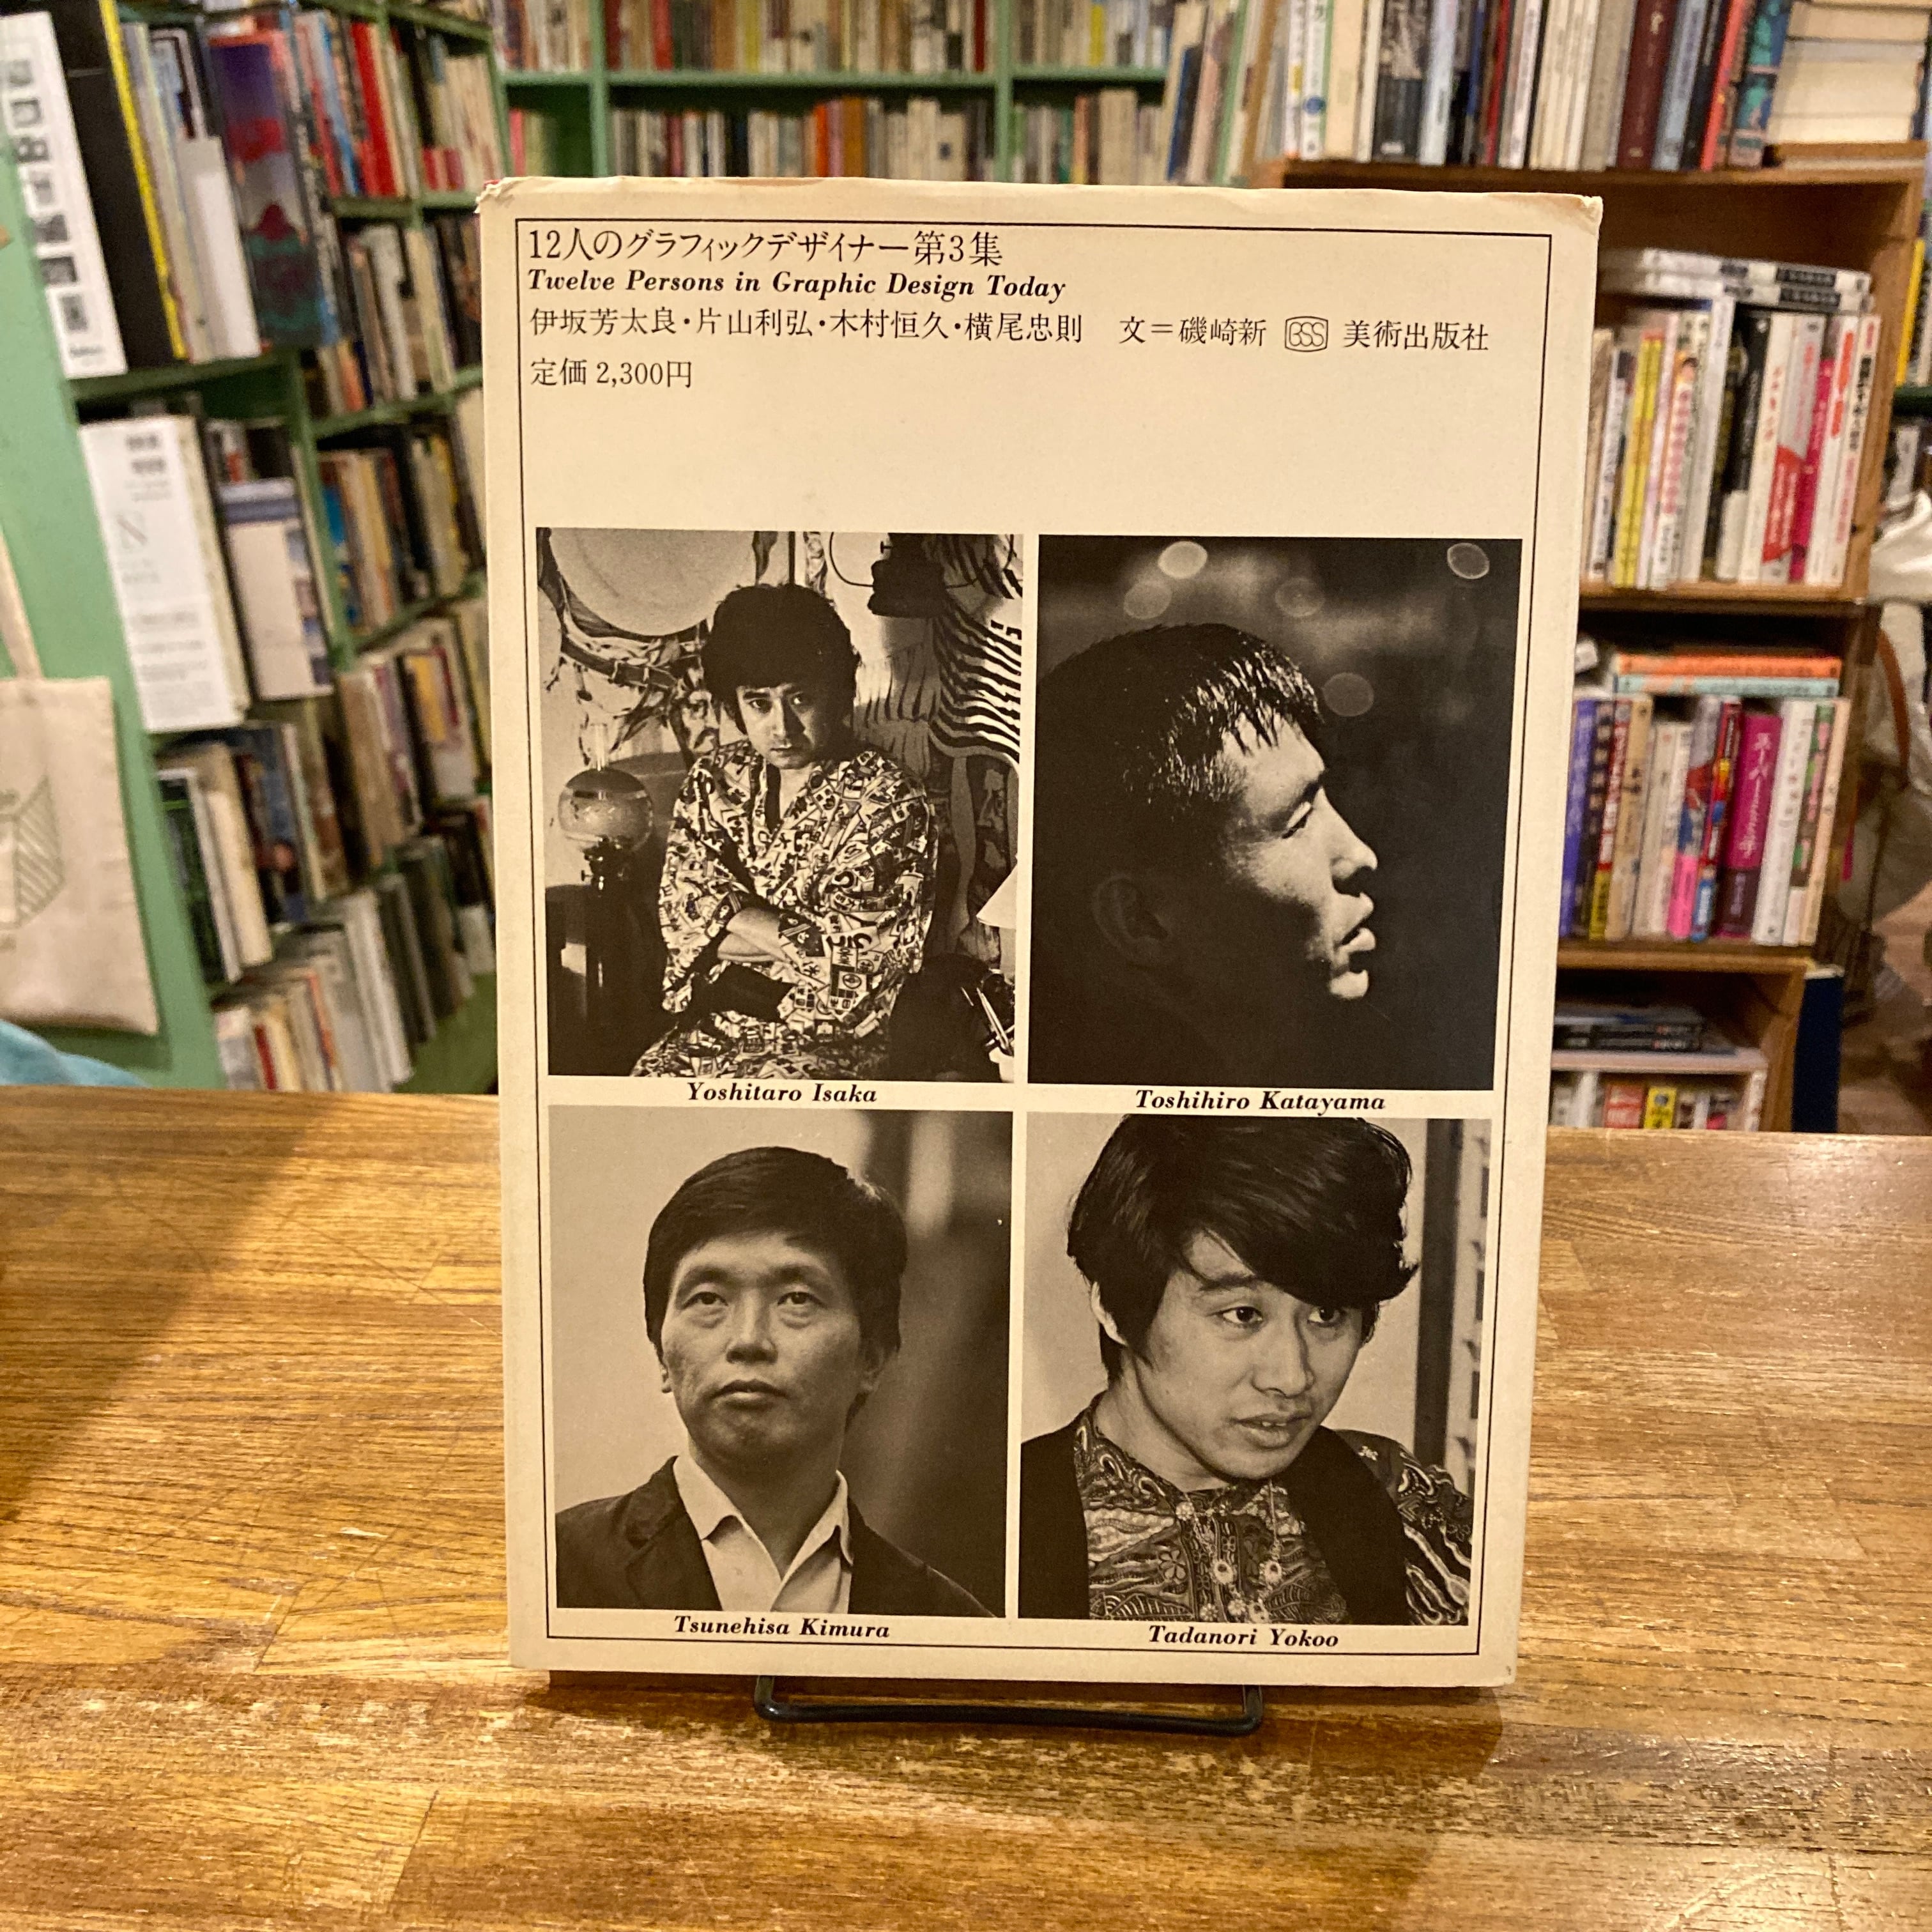 12人のグラフィックデザイナー第3集
Twelve Persons in Graphic Design Today
伊坂芳太良・片山利弘・木村恒久・横尾忠則　文＝磯崎新 BSS 美術出版社
定価 2,300円
Yoshitaro Isaka
Toshihiro Katayama
Tsunehisa Kimura
Tadanori Yokoo